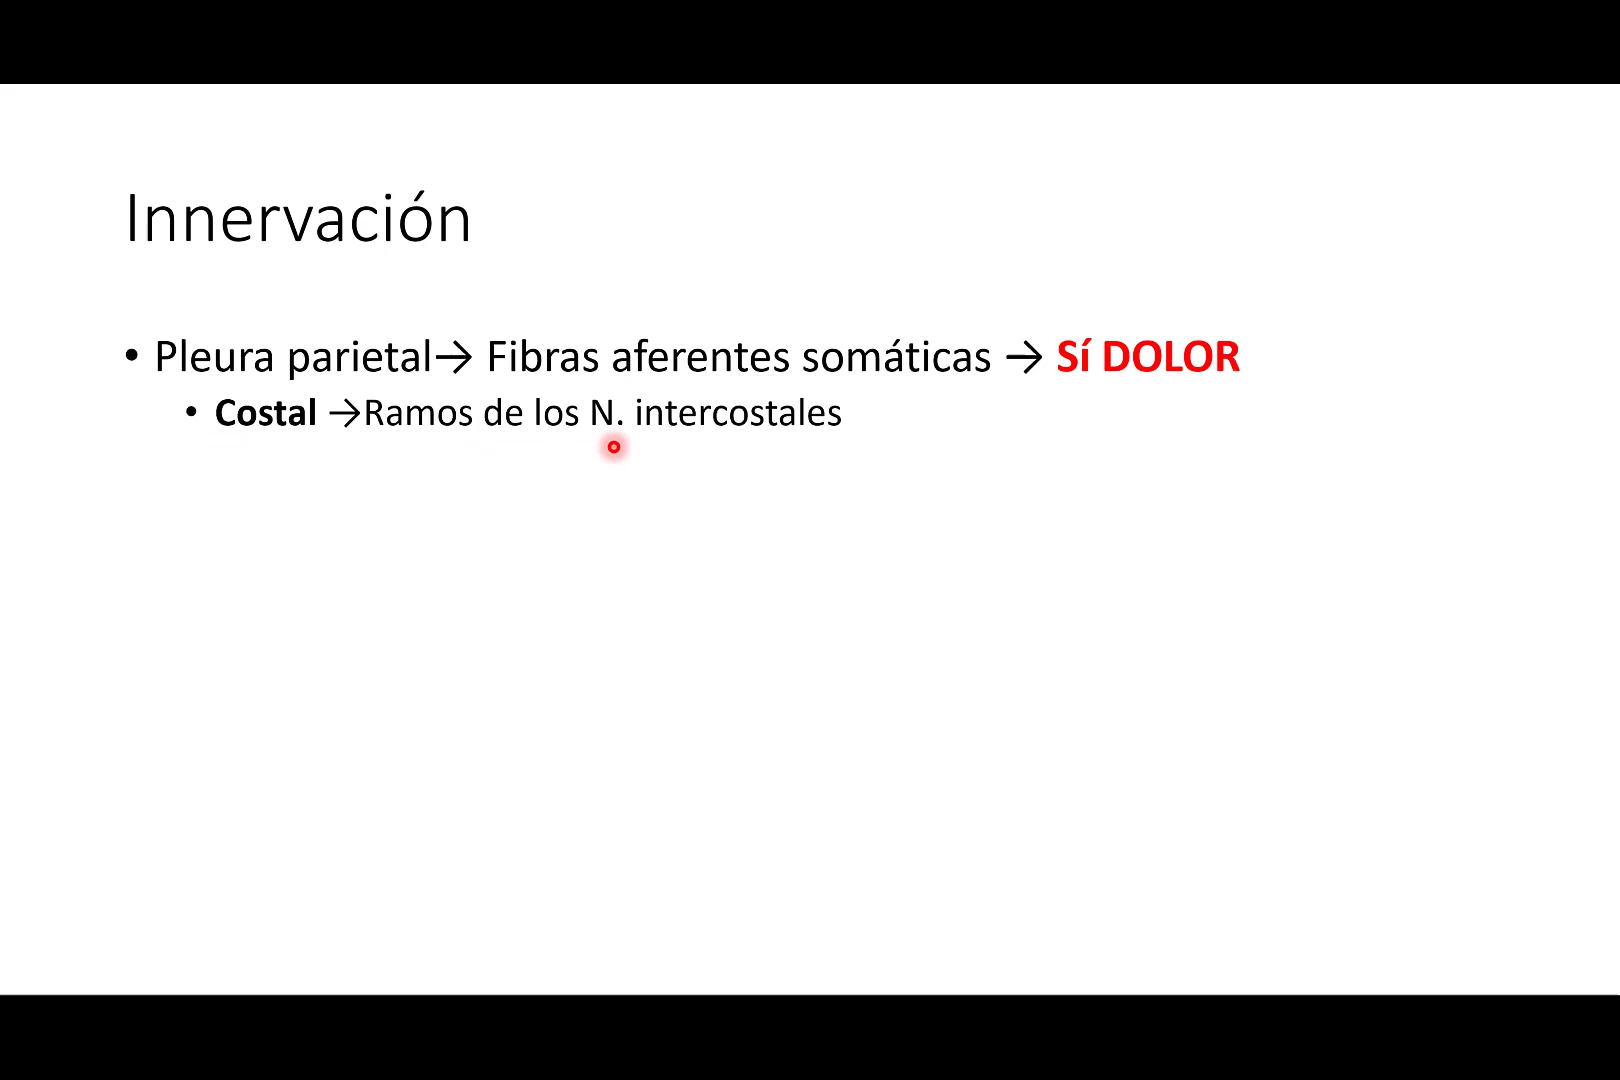 Innervación
• Pleura parietal→ Fibras aferentes somáticas → Sí DOLOR
• Costal →Ramos de los N. intercostales